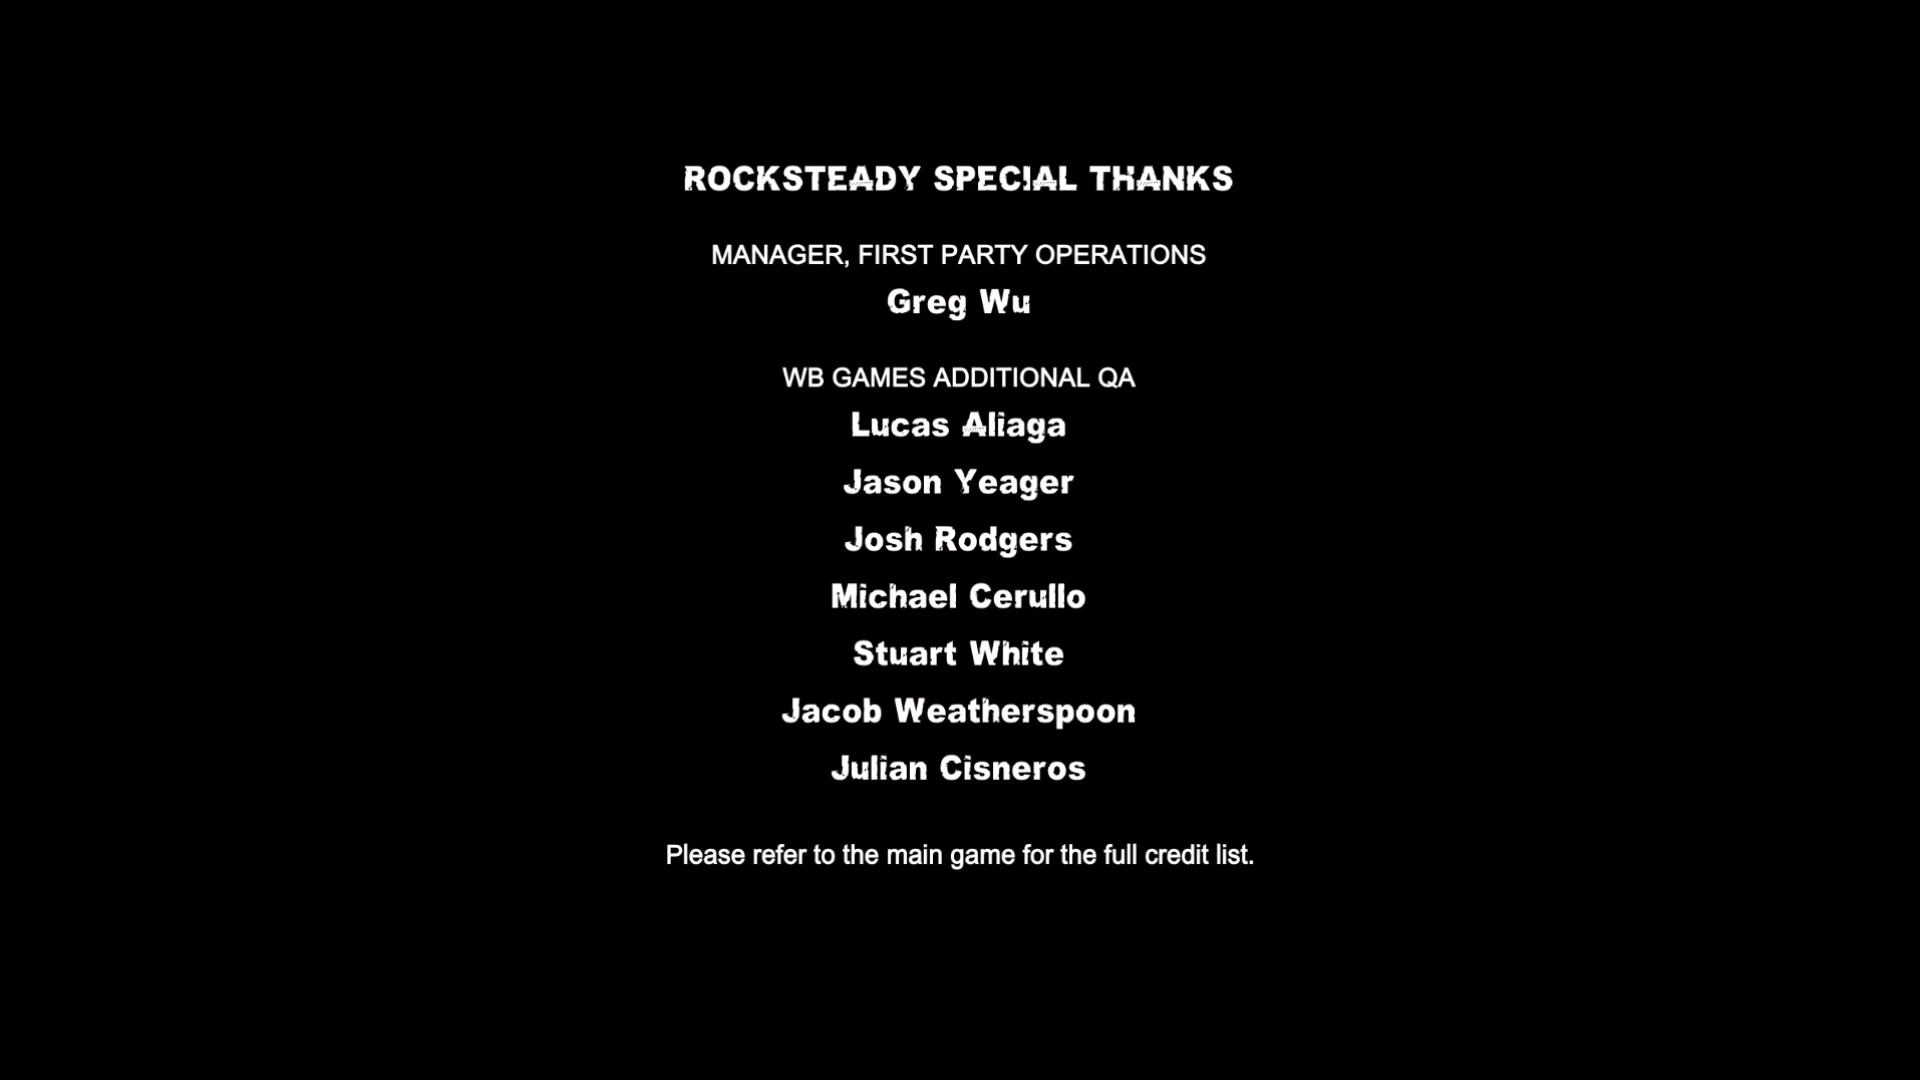 ROCKSTEADY SPECIAL THANKS
MANAGER, FIRST PARTY OPERATIONS
Greg Wu
WB GAMES ADDITIONAL QA
Lucas Aliaga
Jason Yeager
Josh Rodgers
Michael Cerullo
Stuart White
Jacob Weatherspoon
Julian Cisneros
Please refer to the main game for the full credit list.